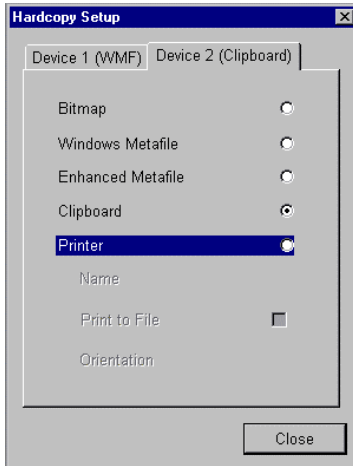 Hardcopy Setup
Device 1 (WMF) Device 2 (Clipboard)
Bitmap
Windows Metafile
Enhanced Metafile
Clipboard
Printer
Name
Print to File
Orientation
Close